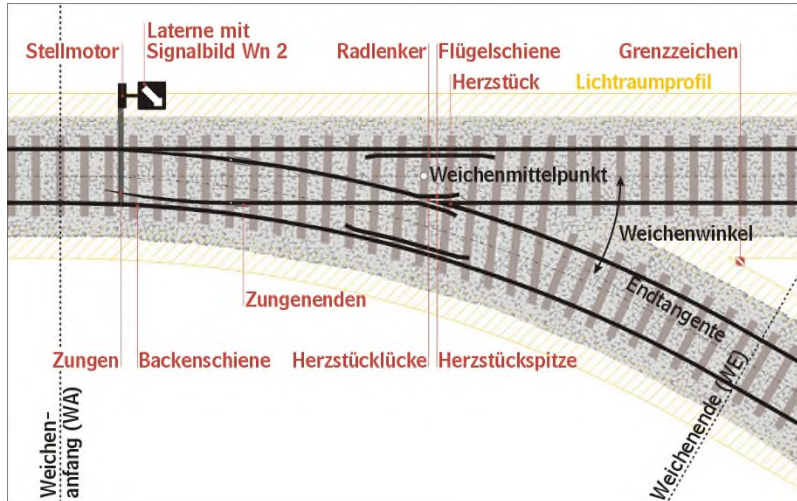 Laterne mit
Stellmotor
Signalbild Wn 2
Radlenker
Flügelschiene
Grenzzeichen
Herzstück
Lichtraumprofil
Weichenmittelpunkt
Weichenwinkel
Zungenenden
Endtangente
Zungen
Backenschiene
Herzstücklücke
Herzstückspitze
Weichen-
anfang (WA)
Weichenende (WE)